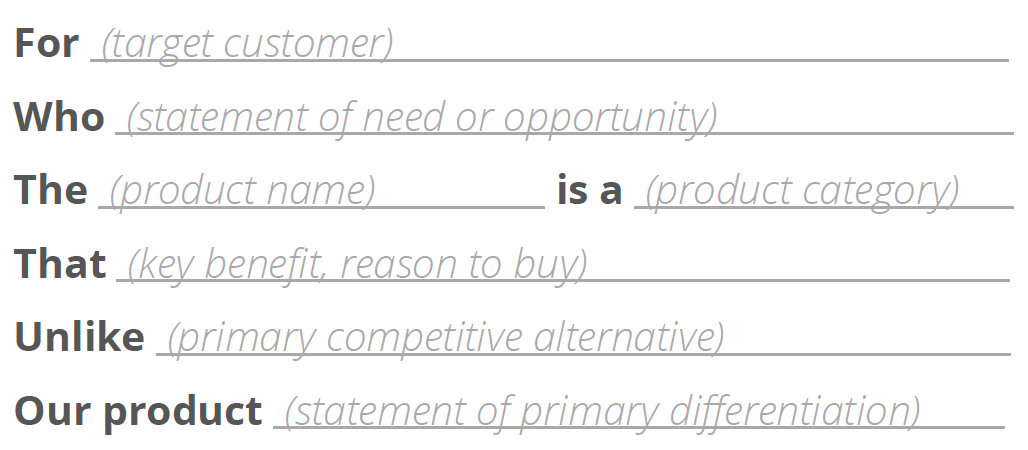 For (target customer)
Who (statement of need or opportunity)
The (product name) is a (product category)
That (key benefit, reason to buy)
Unlike (primary competitive alternative)
Our product (statement of primary differentiation)